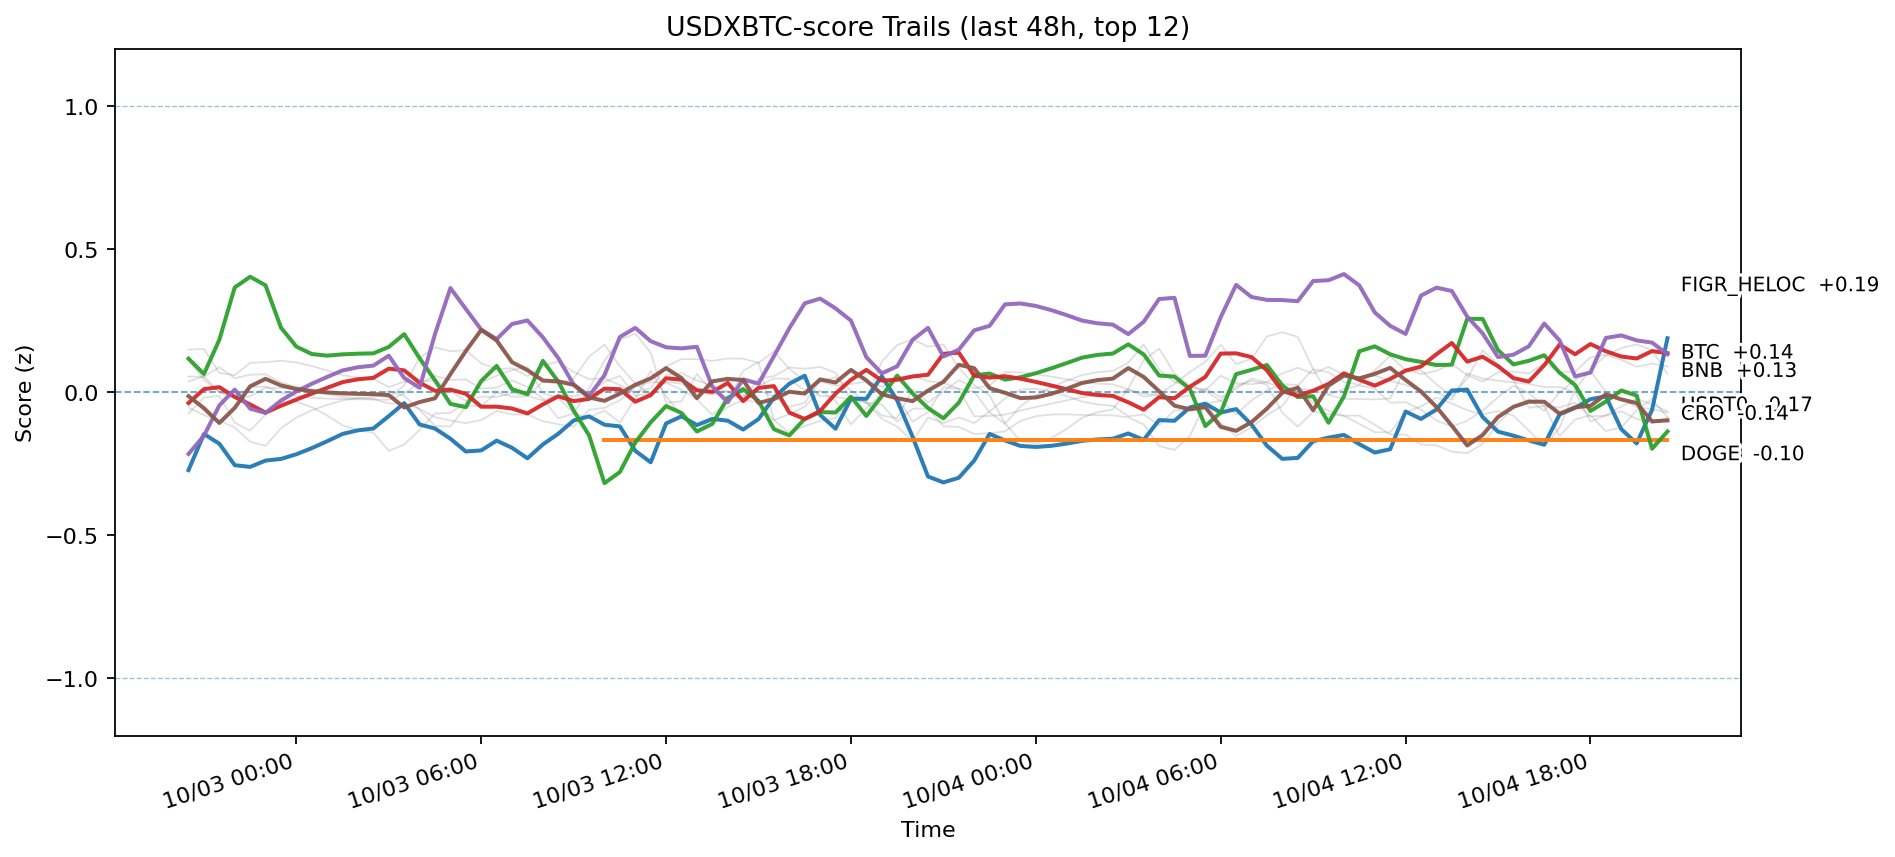 USDXBTC-score Trails (last 48h, top 12)
Score (z)
1.0
0.5
0.0
−0.5
−1.0
FIGR_HELOC +0.19
BTC +0.14
BNB +0.13
USDT0 -0.17
CRO -0.14
DOGE -0.10
10/03 00:00
10/03 06:00
10/03 12:00
10/03 18:00
10/04 00:00
10/04 06:00
10/04 12:00
10/04 18:00
Time